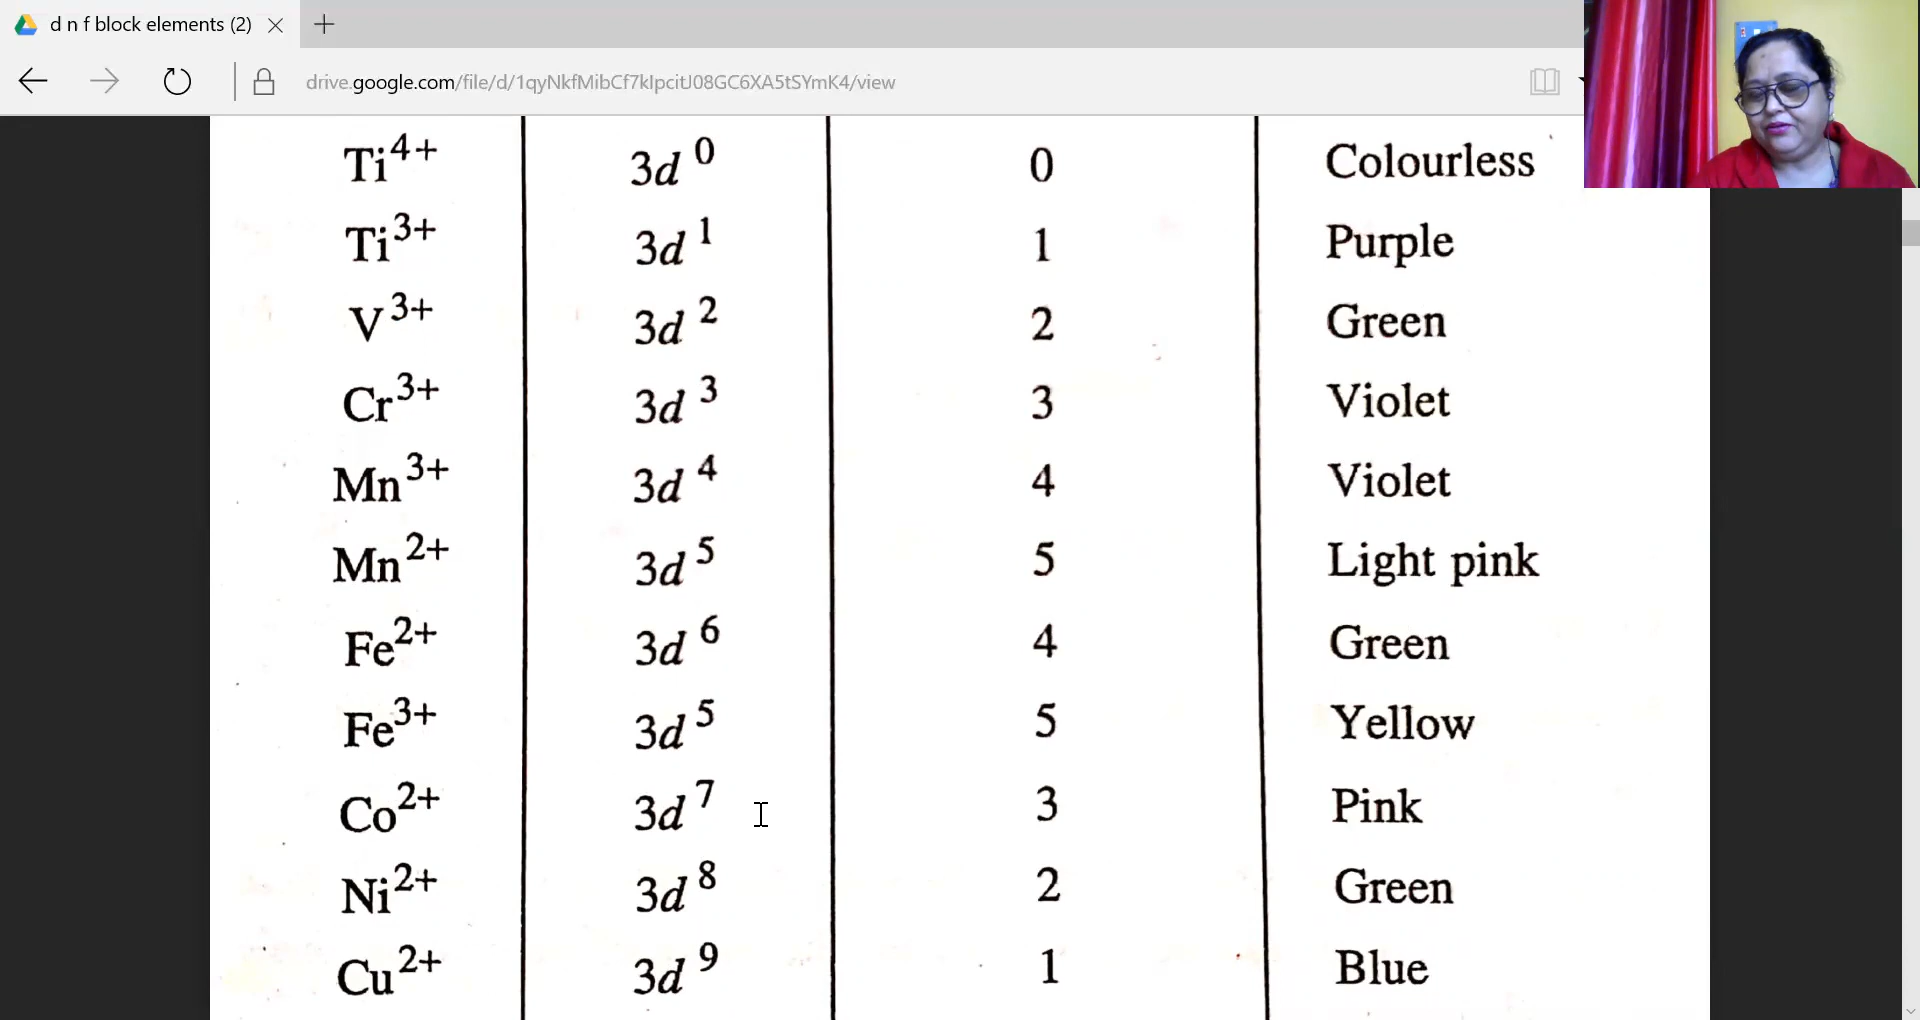 d n f block elements (2)
drive.google.com/file/d/1qyNkfMibCf7kIpcitJ08GC6XA5tSYmK4/view
Ti⁴⁺ 3d⁰ 0 Colourless
Ti³⁺ 3d¹ 1 Purple
V³⁺ 3d² 2 Green
Cr³⁺ 3d³ 3 Violet
Mn³⁺ 3d⁴ 4 Violet
Mn²⁺ 3d⁵ 5 Light pink
Fe²⁺ 3d⁶ 4 Green
Fe³⁺ 3d⁵ 5 Yellow
Co²⁺ 3d⁷ 3 Pink
Ni²⁺ 3d⁸ 2 Green
Cu²⁺ 3d⁹ 1 Blue